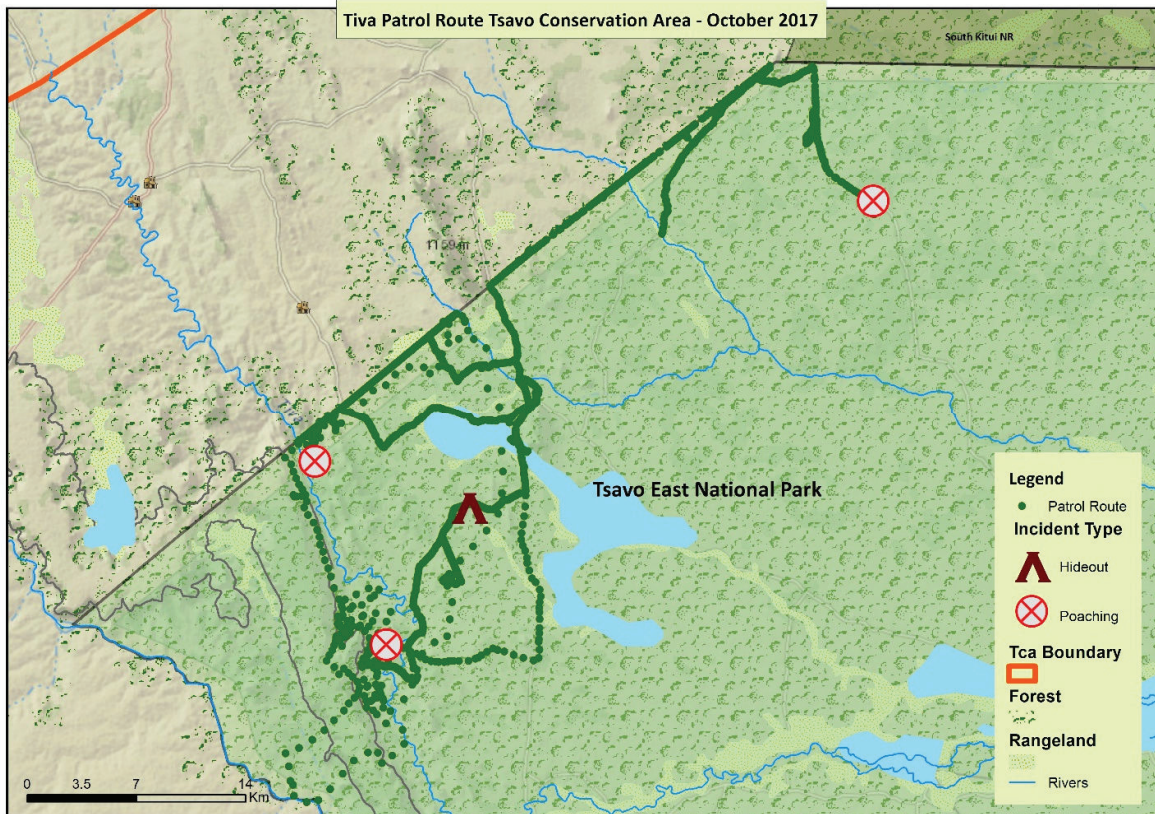 Tiva Patrol Route Tsavo Conservation Area - October 2017
South Kitui NR
1159 m
Tsavo East National Park
Legend
Patrol Route
Incident Type
Hideout
Poaching
Tca Boundary
Forest
Rangeland
Rivers
0 3.5 7 14
Km